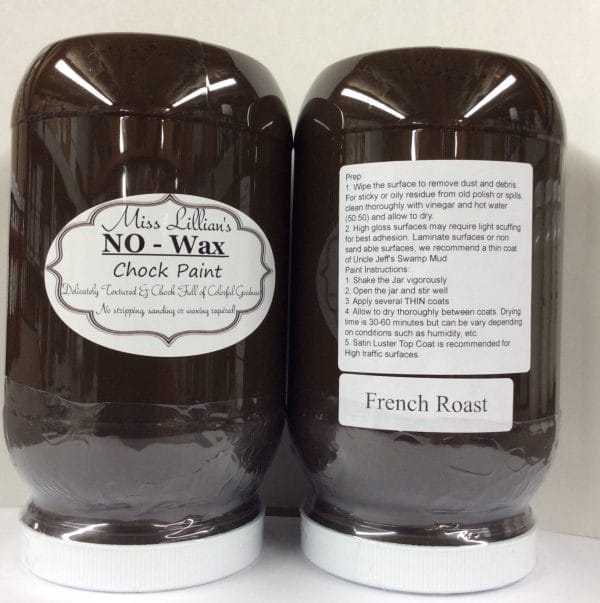 Miss Lillian's
NO - Wax
Chock Paint
Delicately Textured & Chock Full of Colorful Goodness
No stripping, sanding or waxing required!
Prep:
1. Wipe the surface to remove dust and debris.
For sticky or oily residue from old polish or spills,
clean thoroughly with vinegar and hot water
(50:50) and allow to dry.
2. High gloss surfaces may require light scuffing
for best adhesion. Laminate surfaces or non
sand able surfaces, we recommend a thin coat
of Uncle Jeff's Swamp Mud
Paint Instructions:
1. Shake the Jar vigorously
2. Open the jar and stir well
3. Apply several THIN coats
4. Allow to dry thoroughly between coats. Drying
time is 30-60 minutes but can be vary depending
on conditions such as humidity, etc.
5. Satin Luster Top Coat is recommended for
High traffic surfaces.
French Roast